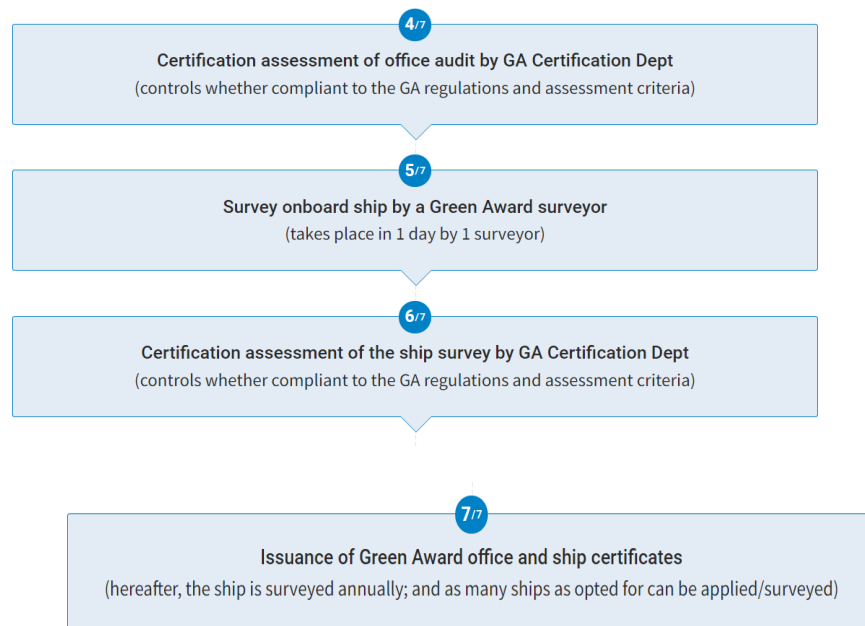 4/7
Certification assessment of office audit by GA Certification Dept
(controls whether compliant to the GA regulations and assessment criteria)
5/7
Survey onboard ship by a Green Award surveyor
(takes place in 1 day by 1 surveyor)
6/7
Certification assessment of the ship survey by GA Certification Dept
(controls whether compliant to the GA regulations and assessment criteria)
7/7
Issuance of Green Award office and ship certificates
(hereafter, the ship is surveyed annually; and as many ships as opted for can be applied/surveyed)